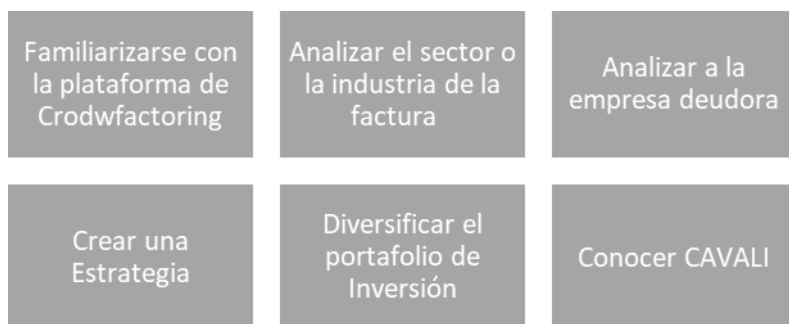 Familiarizarse con
la plataforma de
Crodwfactoring
Analizar el sector o
la industria de la
factura
Analizar a la
empresa deudora
Crear una
Estrategia
Diversificar el
portafolio de
Inversión
Conocer CAVALI